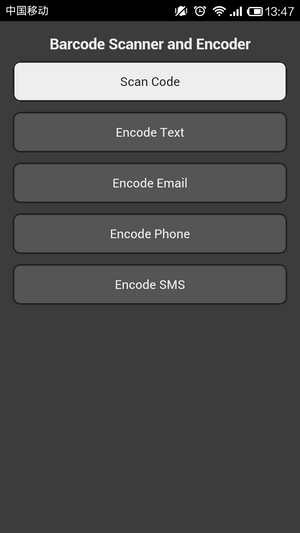 中国移动 13:47
Barcode Scanner and Encoder
Scan Code
Encode Text
Encode Email
Encode Phone
Encode SMS